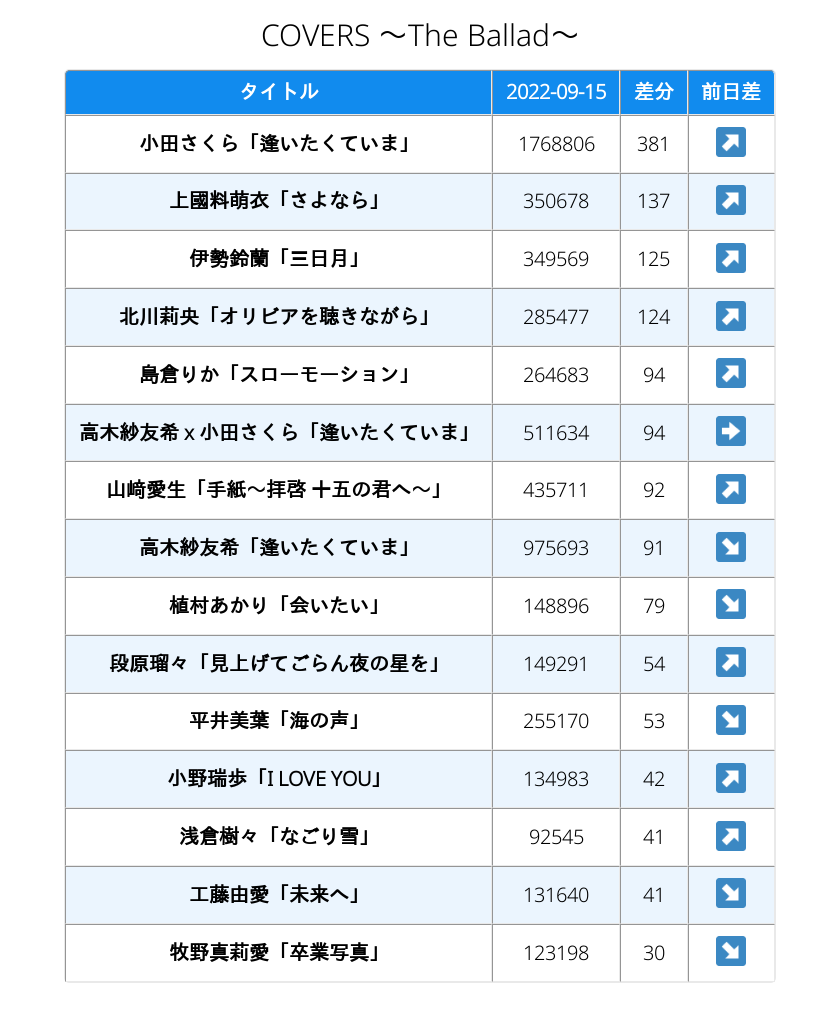 COVERS ～The Ballad～
タイトル 2022-09-15 差分 前日差
小田さくら「逢いたくていま」 1768806 381
上國料萌衣「さよなら」 350678 137
伊勢鈴蘭「三日月」 349569 125
北川莉央「オリビアを聴きながら」 285477 124
島倉りか「スローモーション」 264683 94
高木紗友希 x 小田さくら「逢いたくていま」 511634 94
山﨑愛生「手紙～拝啓 十五の君へ～」 435711 92
高木紗友希「逢いたくていま」 975693 91
植村あかり「会いたい」 148896 79
段原瑠々「見上げてごらん夜の星を」 149291 54
平井美葉「海の声」 255170 53
小野瑞歩「I LOVE YOU」 134983 42
浅倉樹々「なごり雪」 92545 41
工藤由愛「未来へ」 131640 41
牧野真莉愛「卒業写真」 123198 30